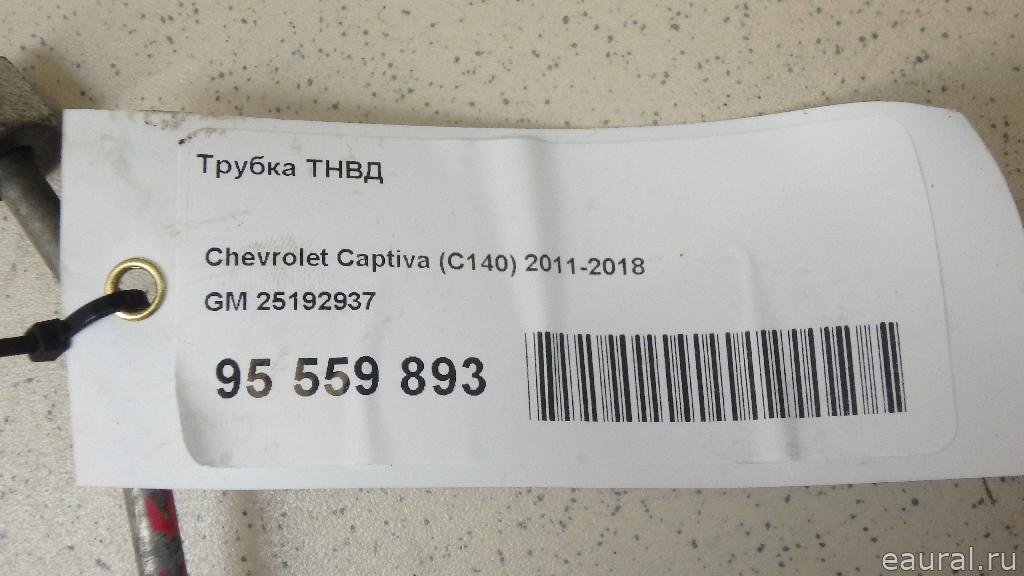 Трубка ТНВД
Chevrolet Captiva (C140) 2011-2018
GM 25192937
95 559 893
eaural.ru